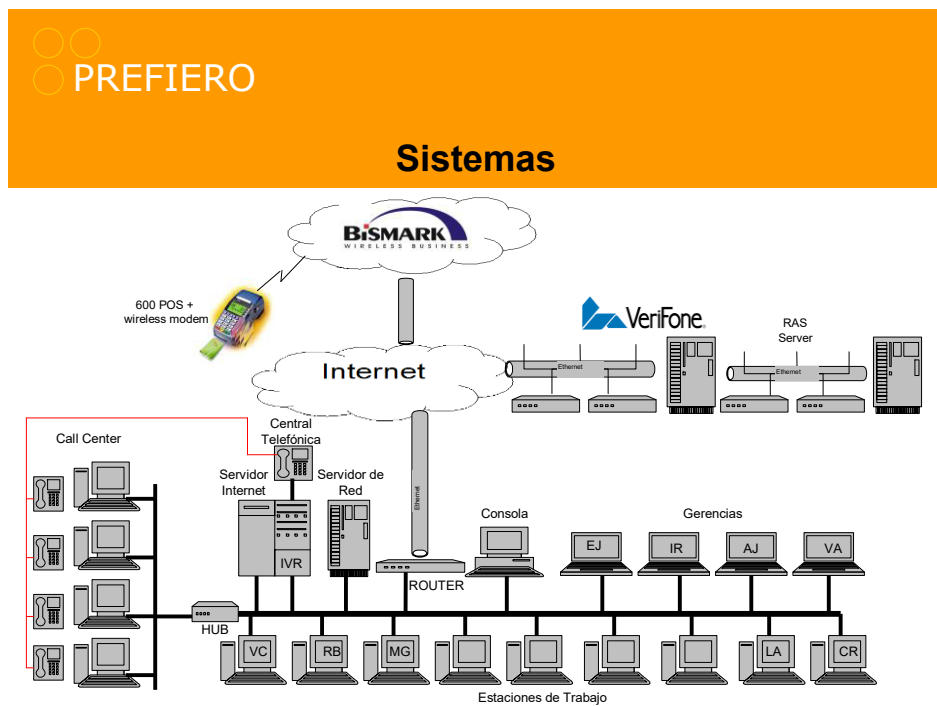 PREFIERO
Sistemas
BiSMARK
WIRELESS BUSINESS
600 POS +
wireless modem
VeriFone.
RAS
Server
Ethernet
Ethernet
Internet
Central
Telefónica
Call Center
Servidor
Internet
Servidor de
Red
Ethernet
Consola
Gerencias
EJ
IR
AJ
VA
IVR
ROUTER
HUB
VC
RB
MG
LA
CR
Estaciones de Trabajo